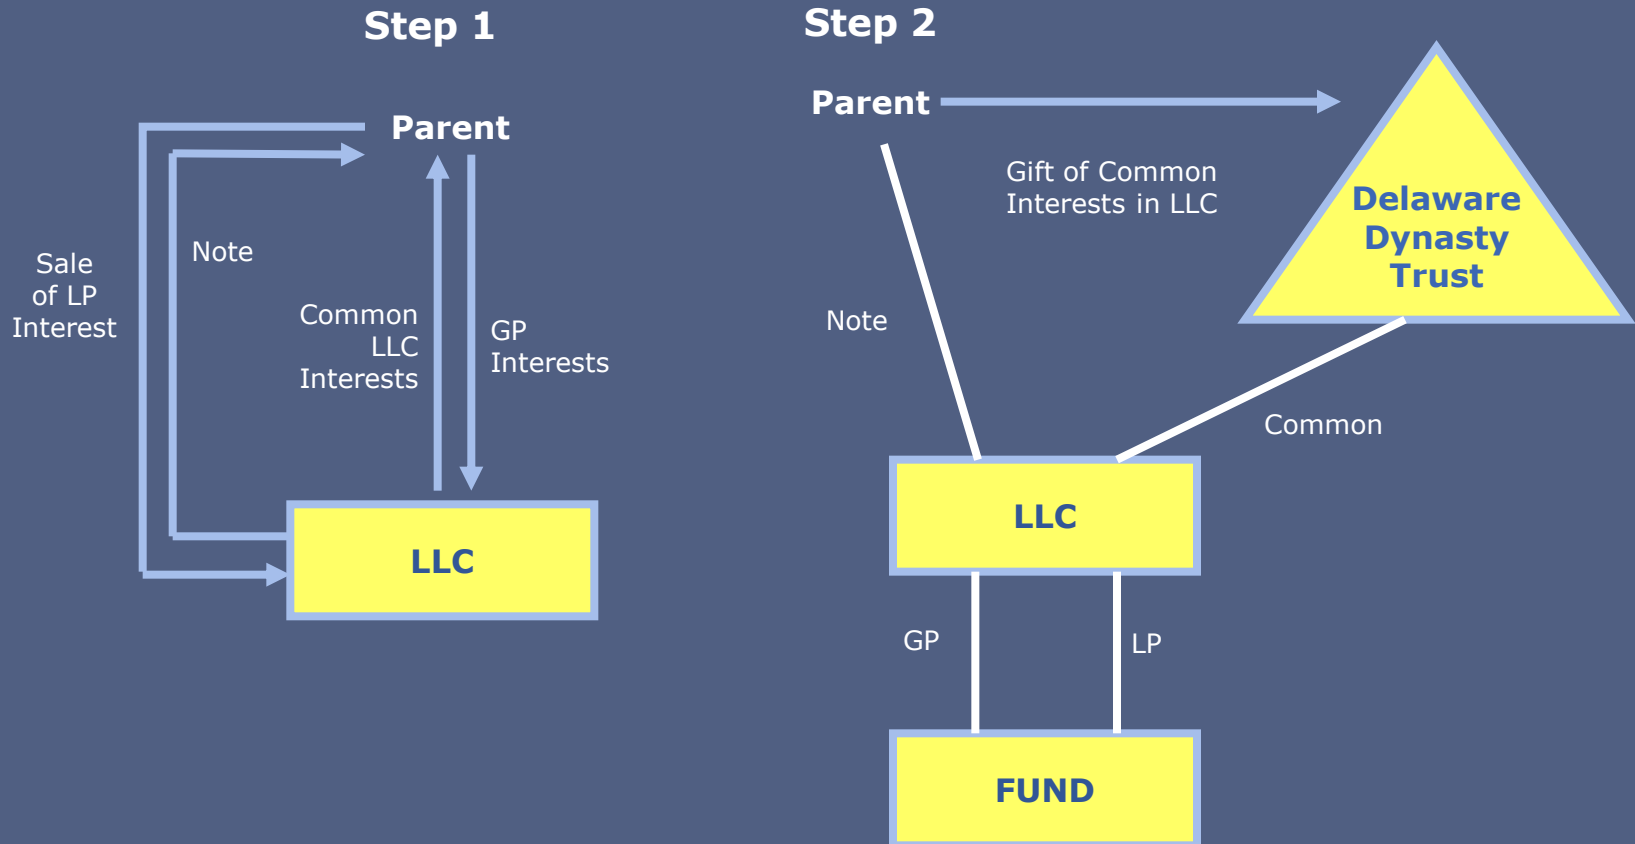 Step 1
Parent
Sale
of LP
Interest
Note
Common
LLC
Interests
GP
Interests
LLC
Step 2
Parent
Gift of Common
Interests in LLC
Delaware
Dynasty
Trust
Note
Common
LLC
GP
LP
FUND